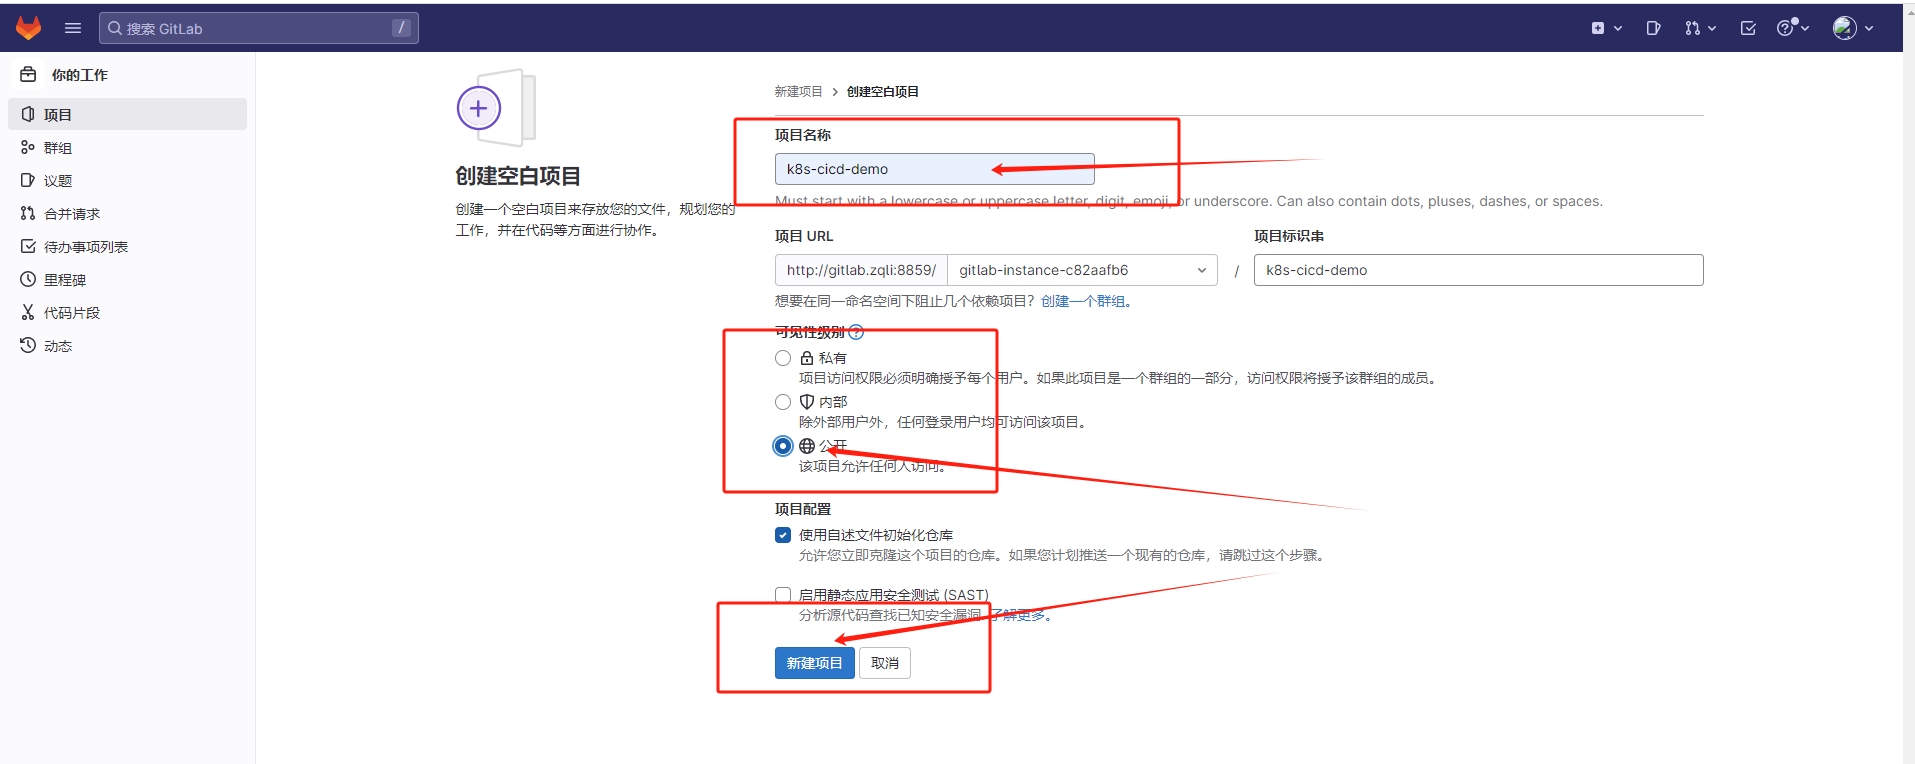 搜索 GitLab
/
你的工作
项目
群组
议题
合并请求
待办事项列表
里程碑
代码片段
动态
创建空白项目
创建一个空白项目来存放您的文件，规划您的
工作，并在代码等方面进行协作。
新建项目 > 创建空白项目
项目名称
k8s-cicd-demo
Must start with a lowercase or uppercase letter, digit, emoji, or underscore. Can also contain dots, pluses, dashes, or spaces.
项目 URL
项目标识串
http://gitlab.zqli:8859/ gitlab-instance-c82aafb6 / k8s-cicd-demo
想要在同一命名空间下阻止几个依赖项目？创建一个群组。
可见性级别
私有
项目访问权限必须明确授予每个用户。如果此项目是一个群组的一部分，访问权限将授予该群组的成员。
内部
除外部用户外，任何登录用户均可访问该项目。
公开
该项目允许任何人访问。
项目配置
使用自述文件初始化仓库
允许您立即克隆这个项目的仓库。如果您计划推送一个现有的仓库，请跳过这个步骤。
启用静态应用安全测试 (SAST)
分析源代码查找已知安全漏洞 了解更多。
新建项目 取消